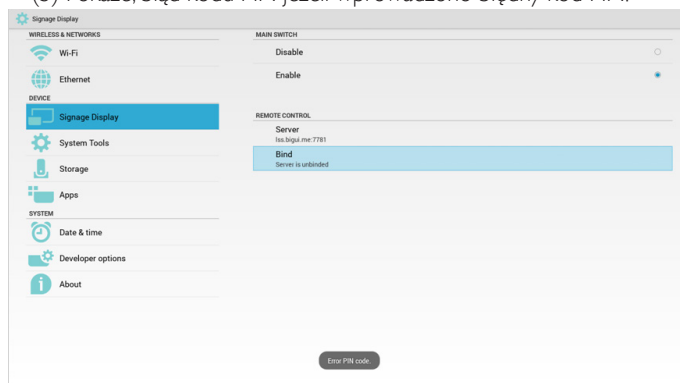 Signage Display
WIRELESS & NETWORKS
Wi-Fi
Ethernet
DEVICE
Signage Display
System Tools
Storage
Apps
SYSTEM
Date & time
Developer options
About
MAIN SWITCH
Disable
Enable
REMOTE CONTROL
Server
lss.bigui.me:7781
Bind
Server is unbinded
Error PIN code.